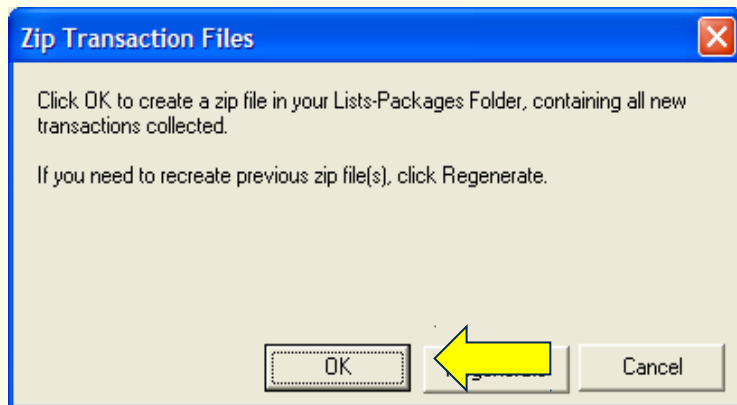 Zip Transaction Files
Click OK to create a zip file in your Lists-Packages Folder, containing all new
transactions collected.
If you need to recreate previous zip file(s), click Regenerate.
OK
Cancel